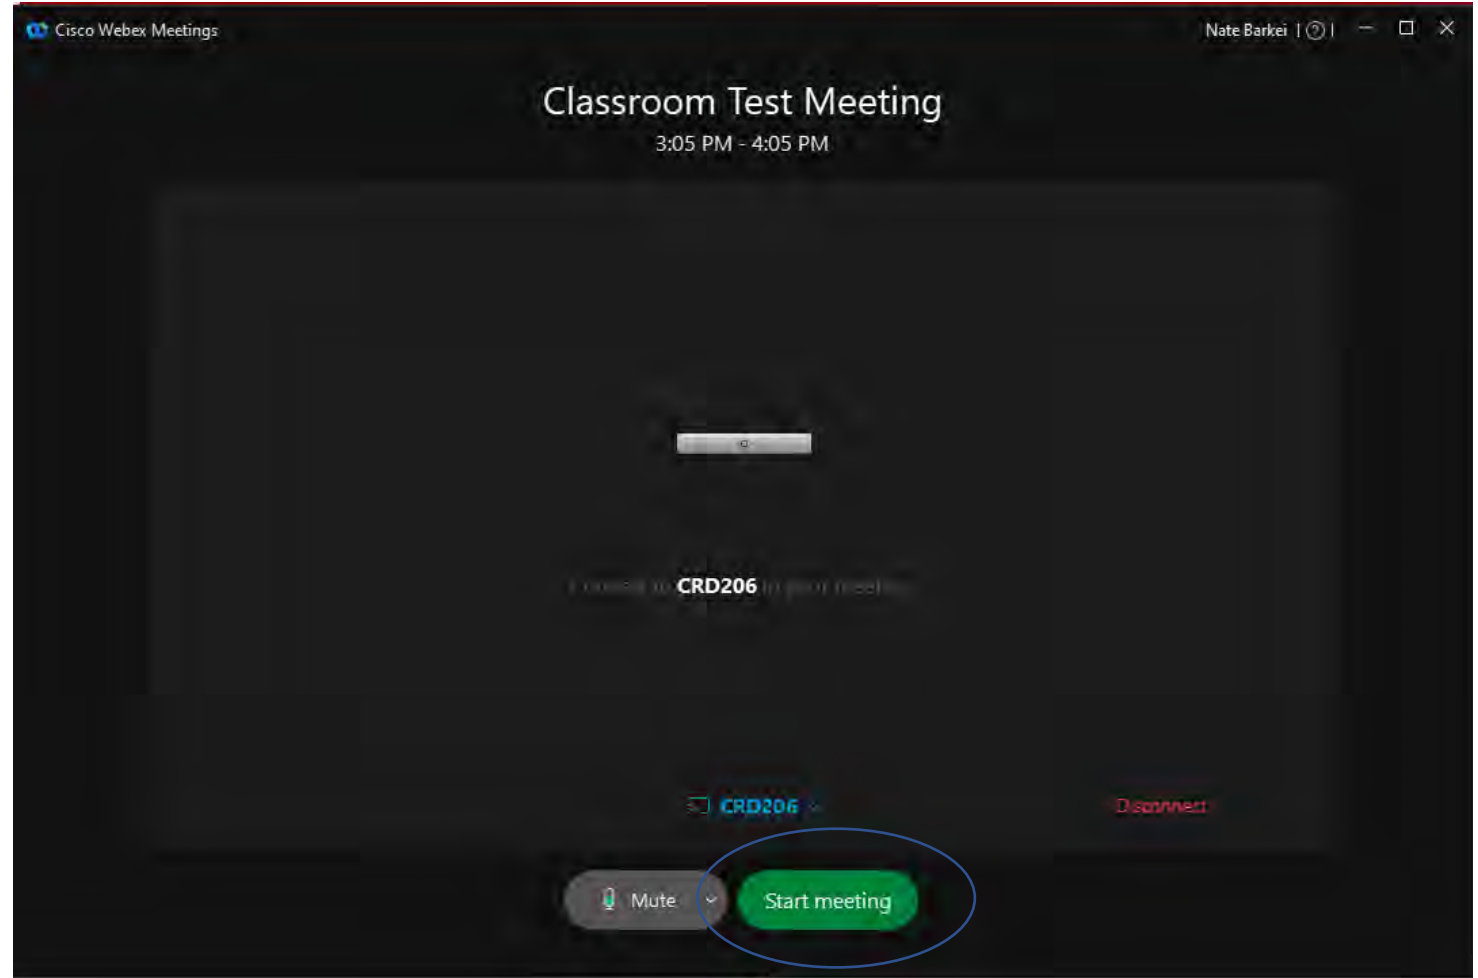 Cisco Webex Meetings
Nate Barkei
Classroom Test Meeting
3:05 PM - 4:05 PM
CRD206
CRD206
Disconnect
Mute
Start meeting